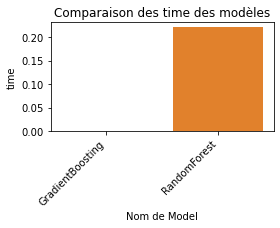 Comparaison des time des modèles
time
0.20
0.15
0.10
0.05
0.00
GradientBoosting
RandomForest
Nom de Model